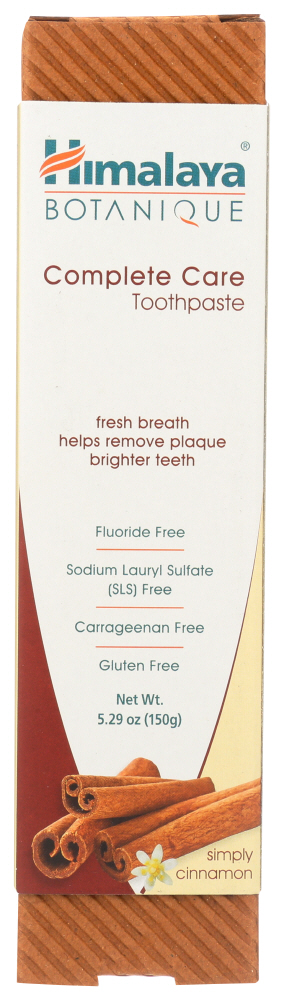 Himalaya®
BOTANIQUE
Complete Care
Toothpaste
fresh breath
helps remove plaque
brighter teeth
Fluoride Free
Sodium Lauryl Sulfate
(SLS) Free
Carrageenan Free
Gluten Free
Net Wt.
5.29 oz (150g)
simply
cinnamon